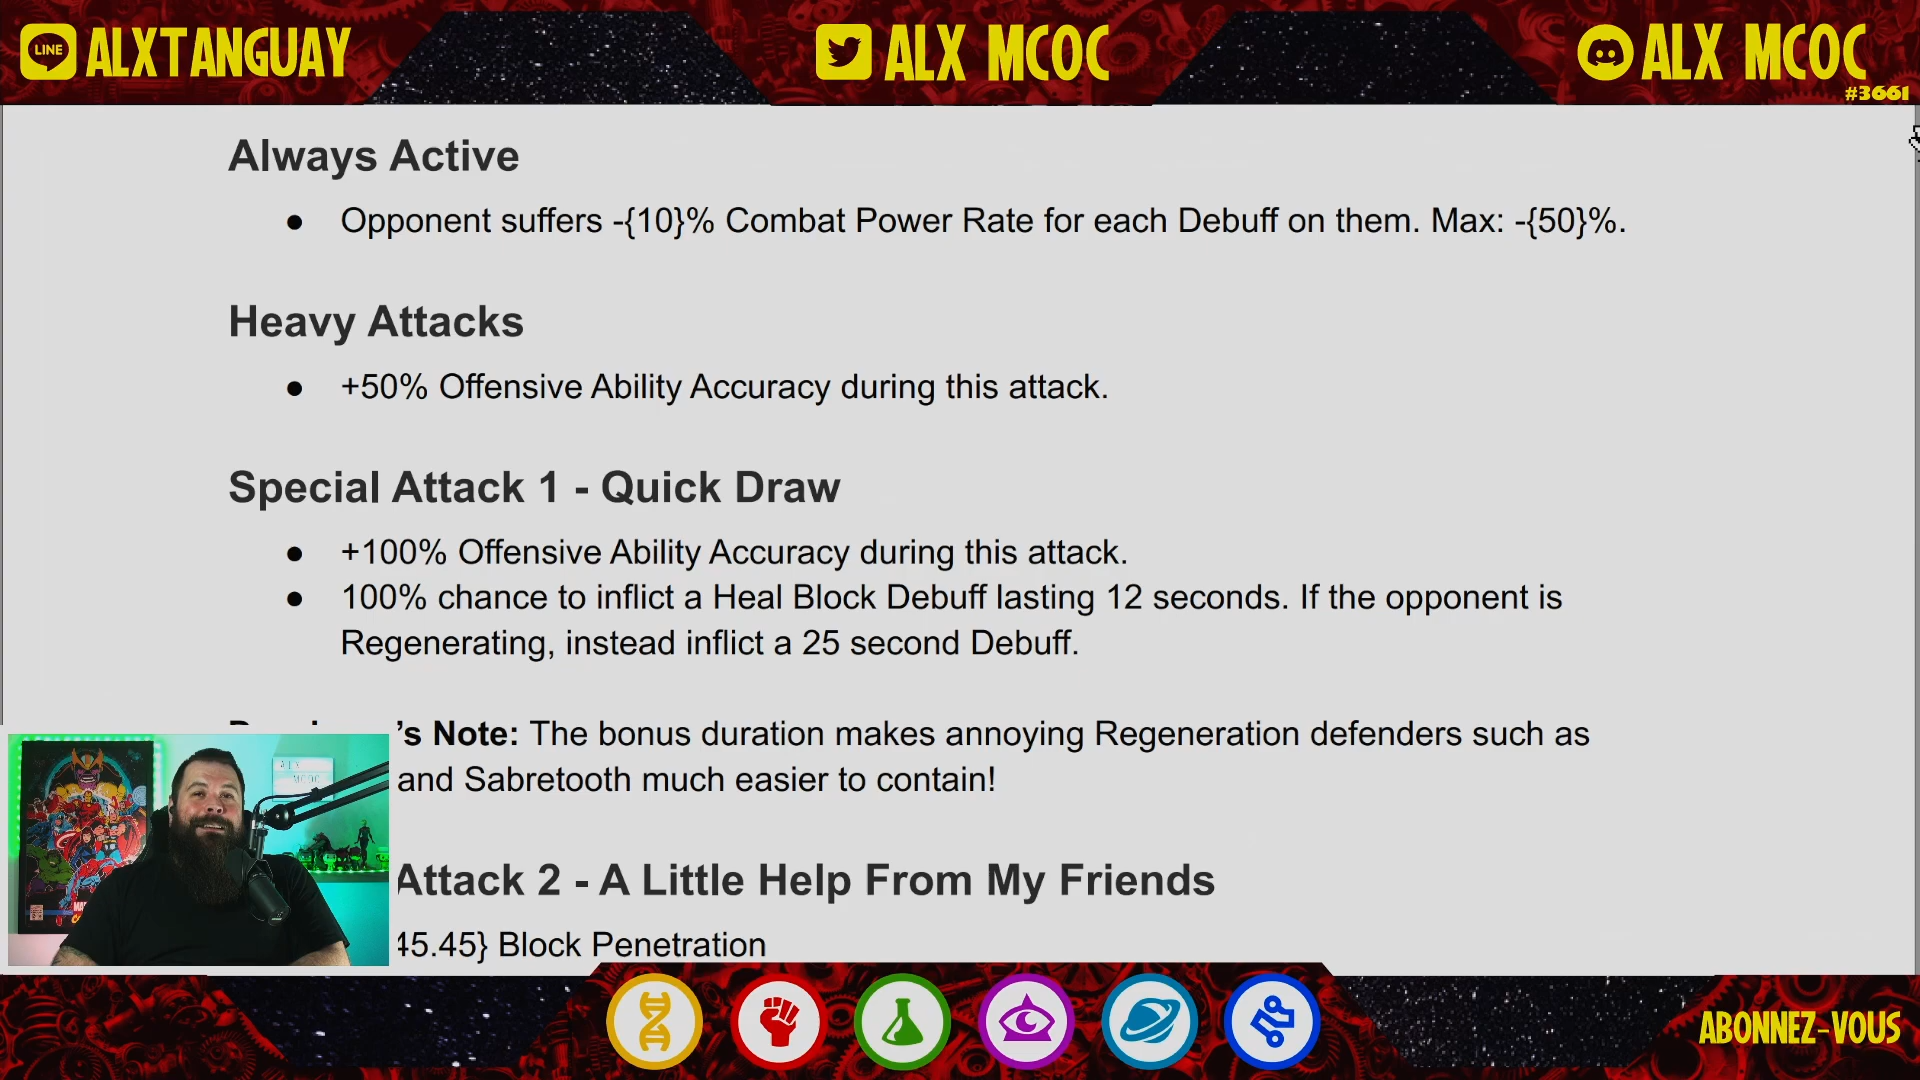 LINE
ALXTANGUAY
ALX MCOC
ALX MCOC
#3661
Always Active
● Opponent suffers -{10}% Combat Power Rate for each Debuff on them. Max: -{50}%.
Heavy Attacks
● +50% Offensive Ability Accuracy during this attack.
Special Attack 1 - Quick Draw
● +100% Offensive Ability Accuracy during this attack.
● 100% chance to inflict a Heal Block Debuff lasting 12 seconds. If the opponent is
Regenerating, instead inflict a 25 second Debuff.
's Note: The bonus duration makes annoying Regeneration defenders such as
and Sabretooth much easier to contain!
Attack 2 - A Little Help From My Friends
45.45} Block Penetration
ALX
MCOC
ABONNEZ-VOUS